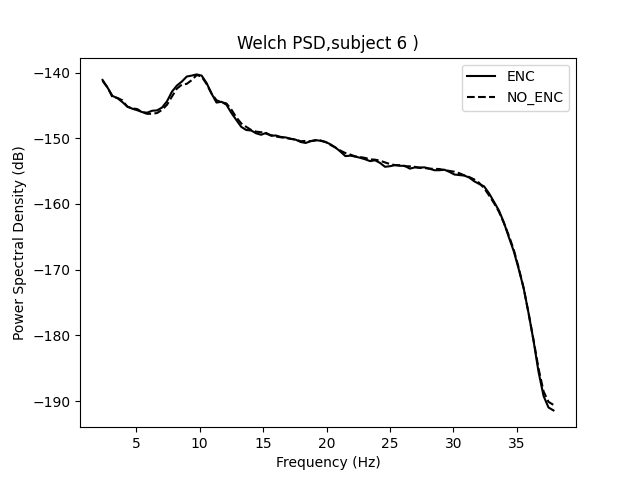 Welch PSD,subject 6 )
ENC
NO_ENC
−140
−150
−160
−170
−180
−190
Power Spectral Density (dB)
5 10 15 20 25 30 35
Frequency (Hz)